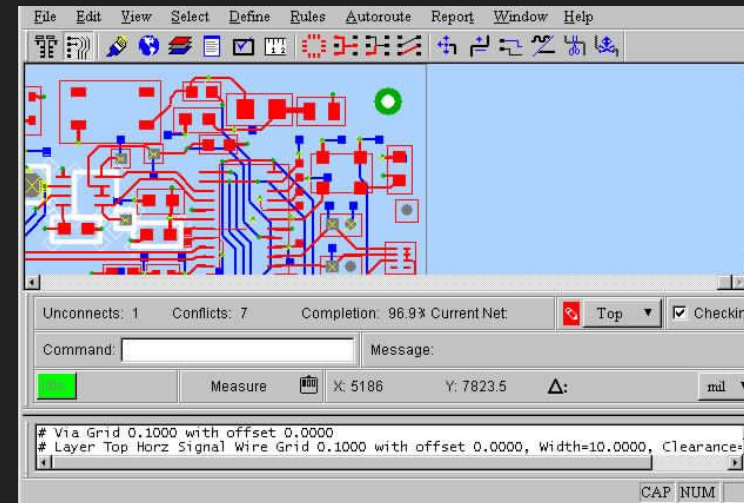 File Edit View Select Define Rules Autoroute Report Window Help
Unconnects: 1 Conflicts: 7 Completion: 96.9% Current Net: Top Checkin
Command: Message:
Measure X: 5186 Y: 7823.5 Δ: mil
# Via Grid 0.1000 with offset 0.0000
# Layer Top Horz Signal Wire Grid 0.1000 with offset 0.0000, Width=10.0000, Clearance=
CAP NUM